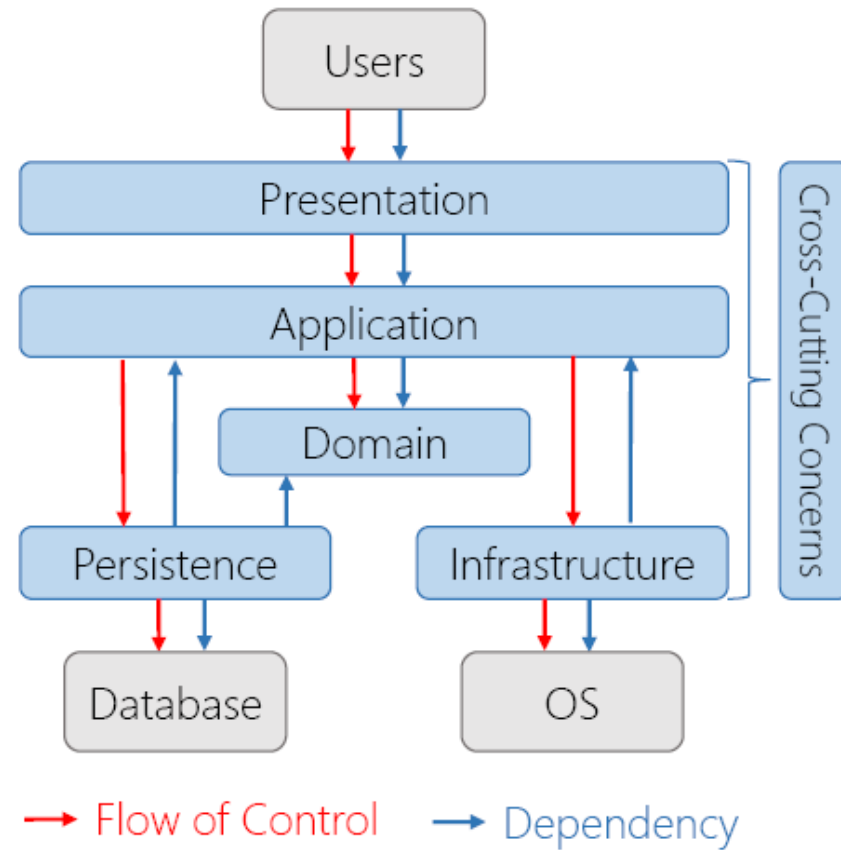 Users
Presentation
Application
Domain
Persistence
Infrastructure
Database
OS
Cross-Cutting Concerns
Flow of Control
Dependency